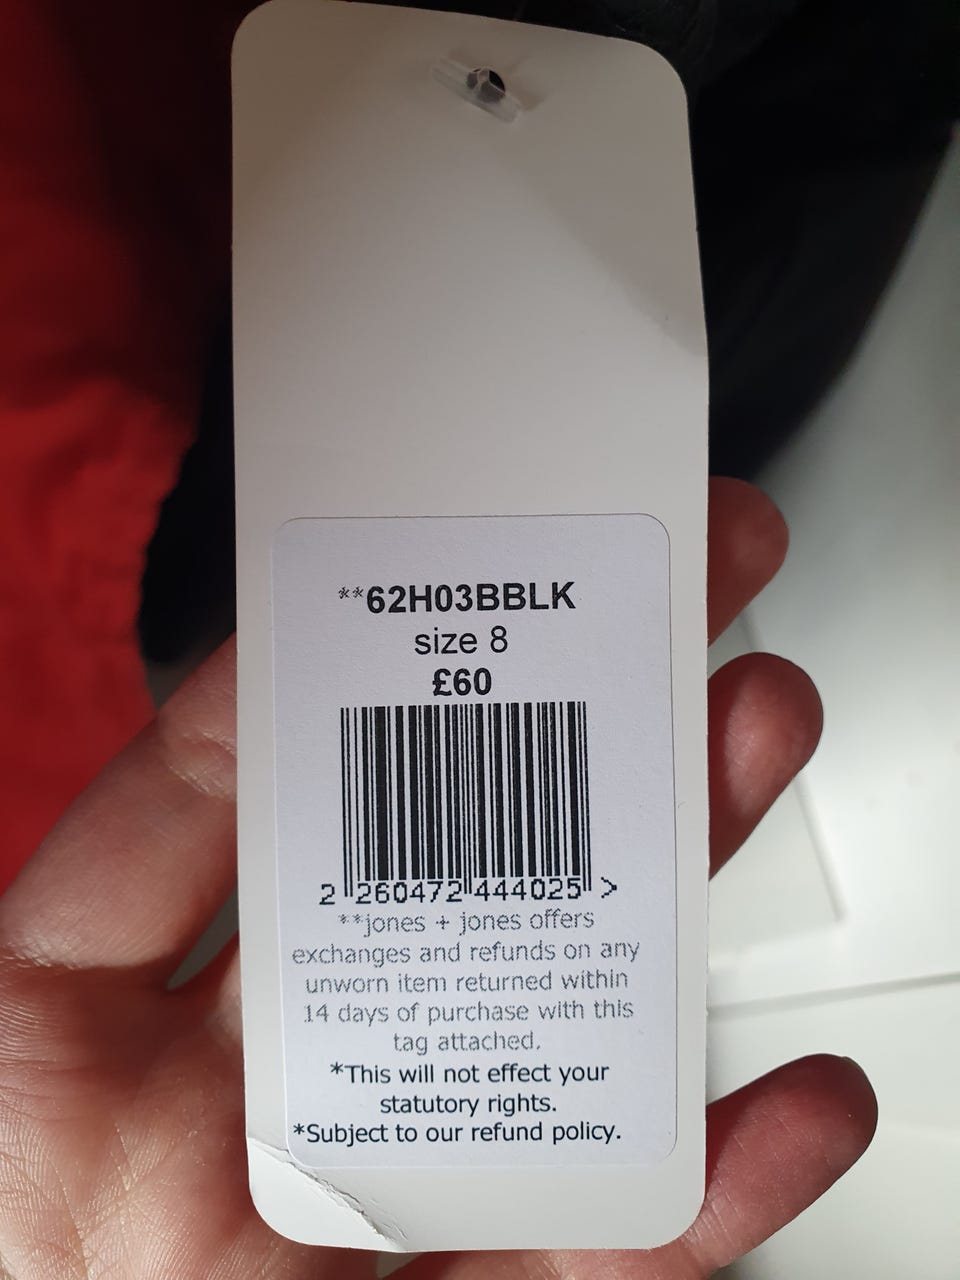 **62H03BBLK
size 8
£60
2 260472 444025 >
**jones + jones offers
exchanges and refunds on any
unworn item returned within
14 days of purchase with this
tag attached.
*This will not effect your
statutory rights.
*Subject to our refund policy.